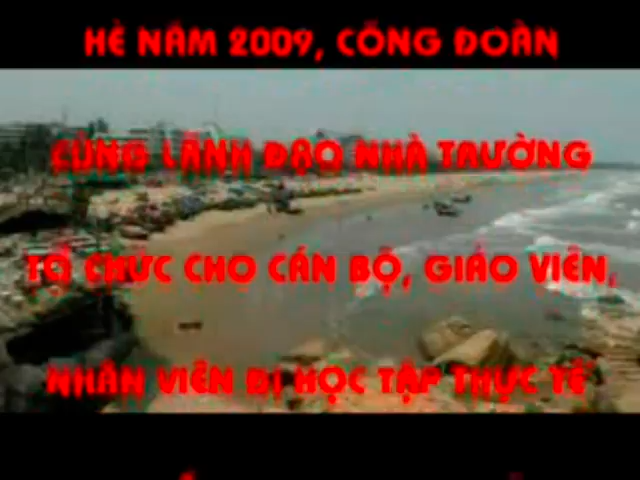 HÈ NĂM 2009, CÔNG ĐOÀN
CÙNG LÃNH ĐẠO NHÀ TRƯỜNG
TỔ CHỨC CHO CÁN BỘ, GIÁO VIÊN,
NHÂN VIÊN ĐI HỌC TẬP THỰC TẾ